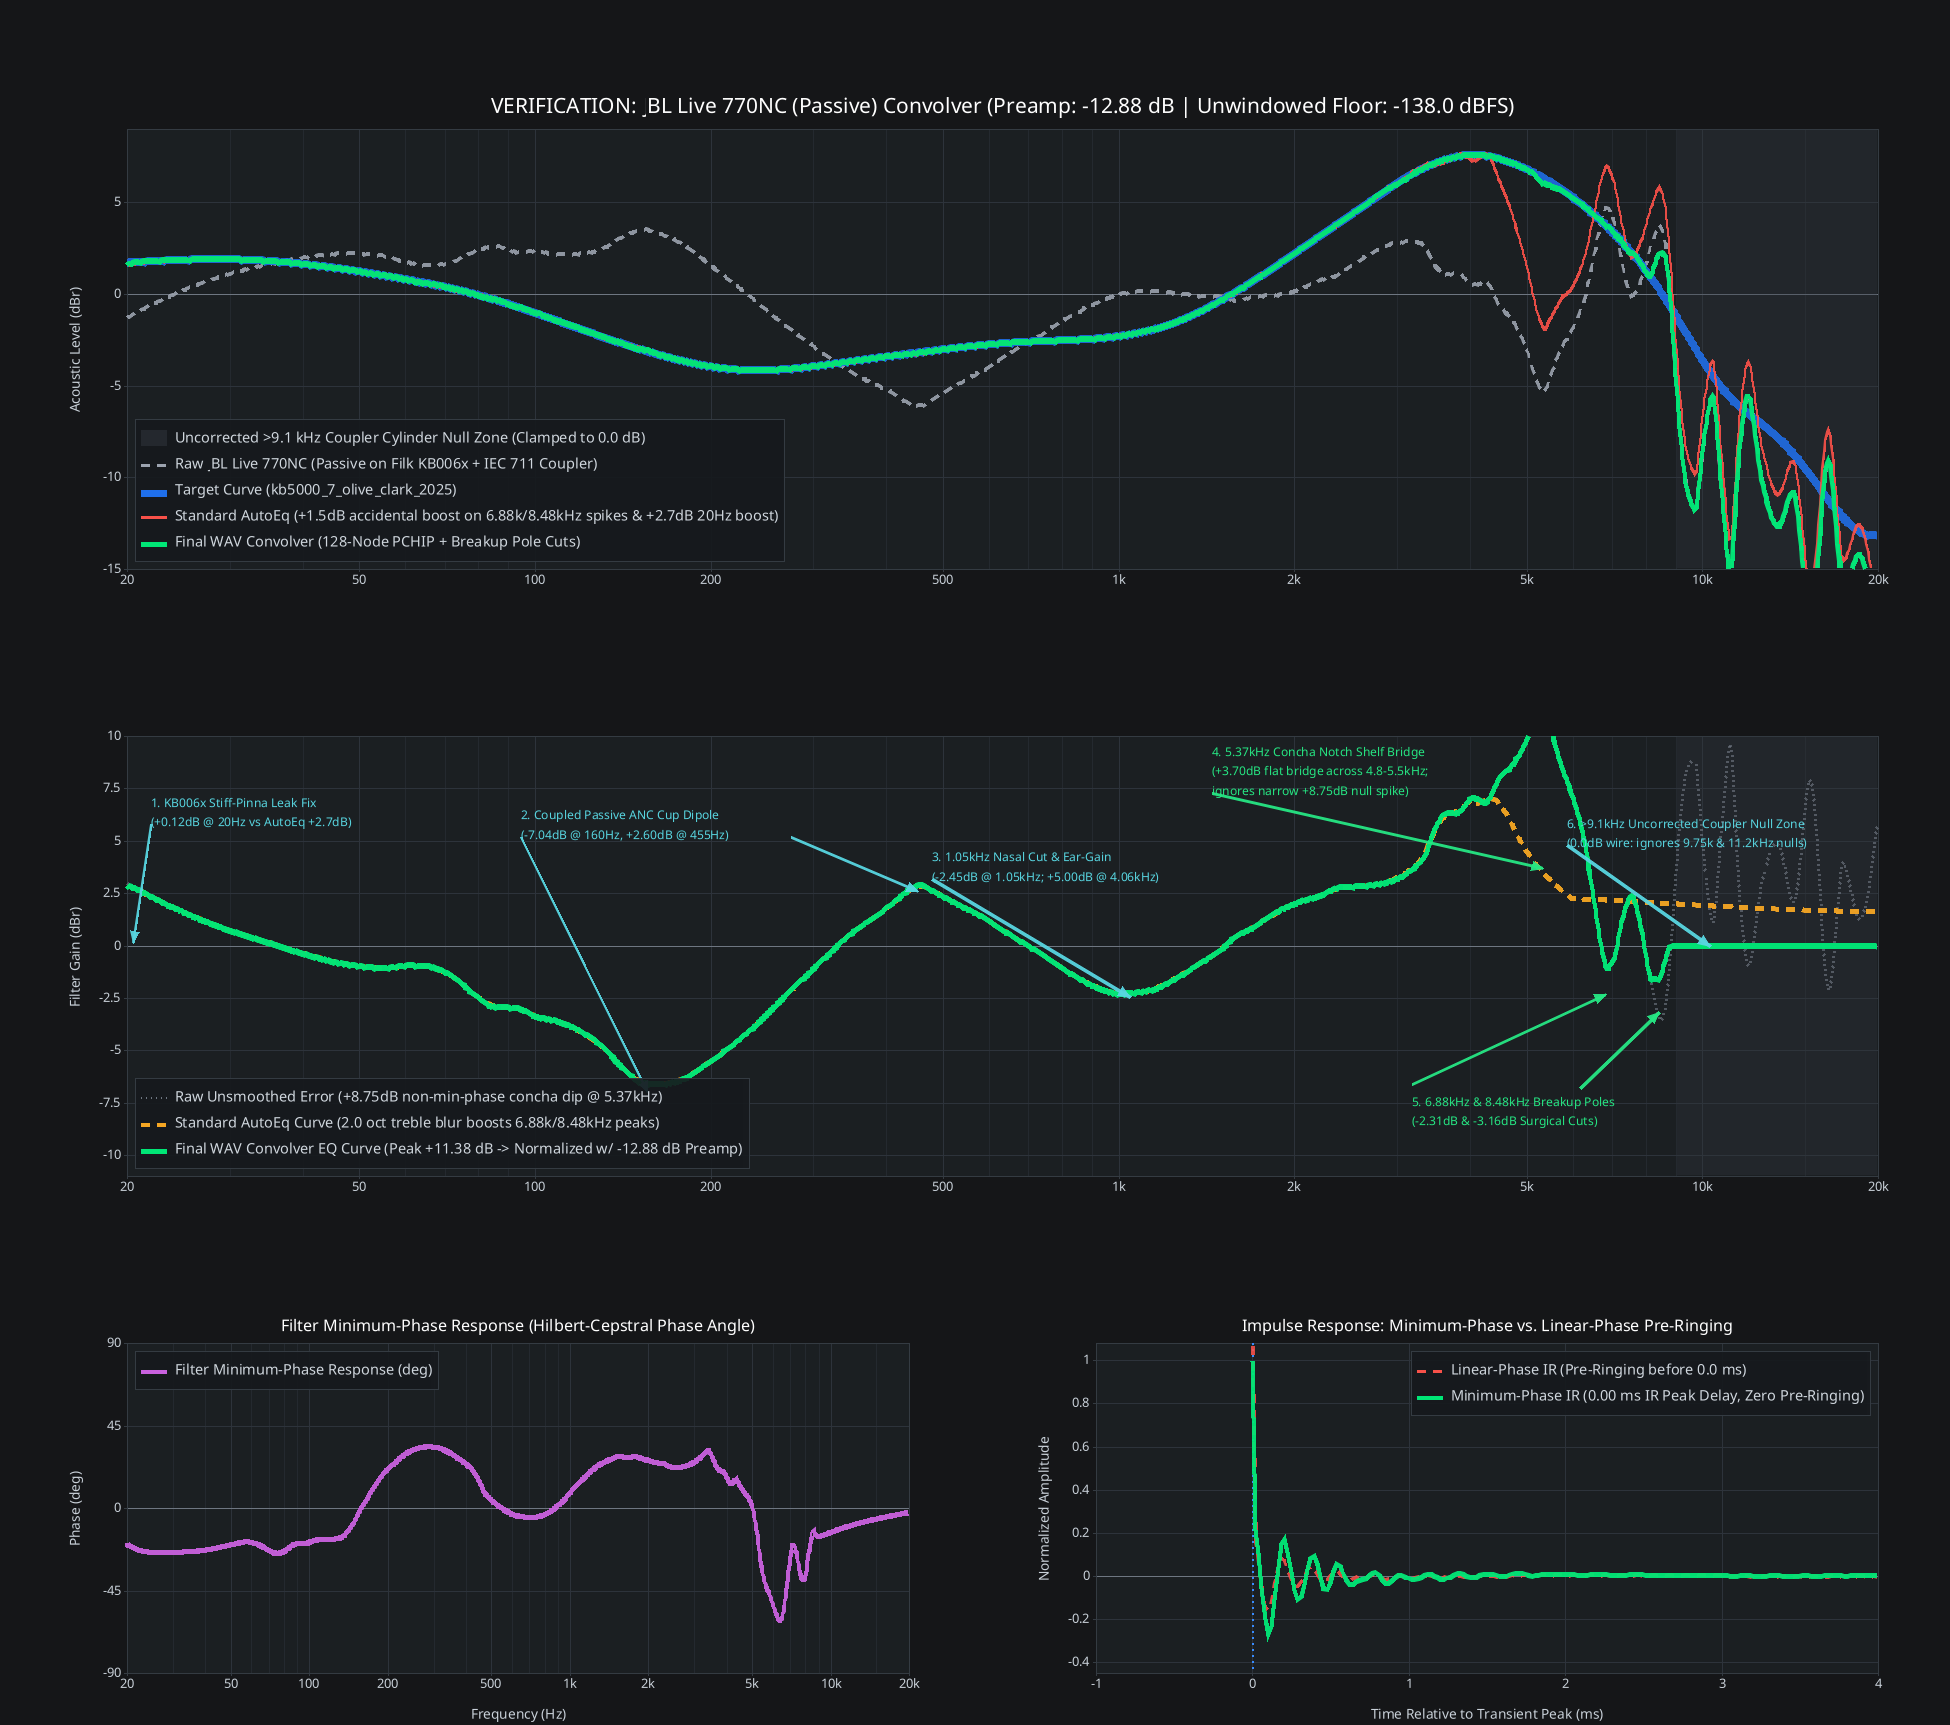 VERIFICATION: JBL Live 770NC (Passive) Convolver (Preamp: -12.88 dB | Unwindowed Floor: -138.0 dBFS)
Acoustic Level (dBr)
5
0
-5
-10
-15
Uncorrected >9.1 kHz Coupler Cylinder Null Zone (Clamped to 0.0 dB)
Raw JBL Live 770NC (Passive on Filk KB006x + IEC 711 Coupler)
Target Curve (kb5000_7_olive_clark_2025)
Standard AutoEq (+1.5dB accidental boost on 6.88k/8.48kHz spikes & +2.7dB 20Hz boost)
Final WAV Convolver (128-Node PCHIP + Breakup Pole Cuts)
20 50 100 200 500 1k 2k 5k 10k 20k
Filter Gain (dBr)
10
7.5
5
2.5
0
-2.5
-5
-7.5
-10
1. KB006x Stiff-Pinna Leak Fix
(+0.12dB @ 20Hz vs AutoEq +2.7dB)
2. Coupled Passive ANC Cup Dipole
(-7.04dB @ 160Hz, +2.60dB @ 455Hz)
3. 1.05kHz Nasal Cut & Ear-Gain
(-2.45dB @ 1.05kHz; +5.00dB @ 4.06kHz)
4. 5.37kHz Concha Notch Shelf Bridge
(+3.70dB flat bridge across 4.8-5.5kHz;
ignores narrow +8.75dB null spike)
6. >9.1kHz Uncorrected Coupler Null Zone
(0.0dB wire: ignores 9.75k & 11.2kHz nulls)
5. 6.88kHz & 8.48kHz Breakup Poles
(-2.31dB & -3.16dB Surgical Cuts)
Raw Unsmoothed Error (+8.75dB non-min-phase concha dip @ 5.37kHz)
Standard AutoEq Curve (2.0 oct treble blur boosts 6.88k/8.48kHz peaks)
Final WAV Convolver EQ Curve (Peak +11.38 dB -> Normalized w/ -12.88 dB Preamp)
20 50 100 200 500 1k 2k 5k 10k 20k
Filter Minimum-Phase Response (Hilbert-Cepstral Phase Angle)
Phase (deg)
90
45
0
-45
-90
Filter Minimum-Phase Response (deg)
20 50 100 200 500 1k 2k 5k 10k 20k
Frequency (Hz)
Impulse Response: Minimum-Phase vs. Linear-Phase Pre-Ringing
Normalized Amplitude
1
0.8
0.6
0.4
0.2
0
-0.2
-0.4
Linear-Phase IR (Pre-Ringing before 0.0 ms)
Minimum-Phase IR (0.00 ms IR Peak Delay, Zero Pre-Ringing)
-1 0 1 2 3 4
Time Relative to Transient Peak (ms)